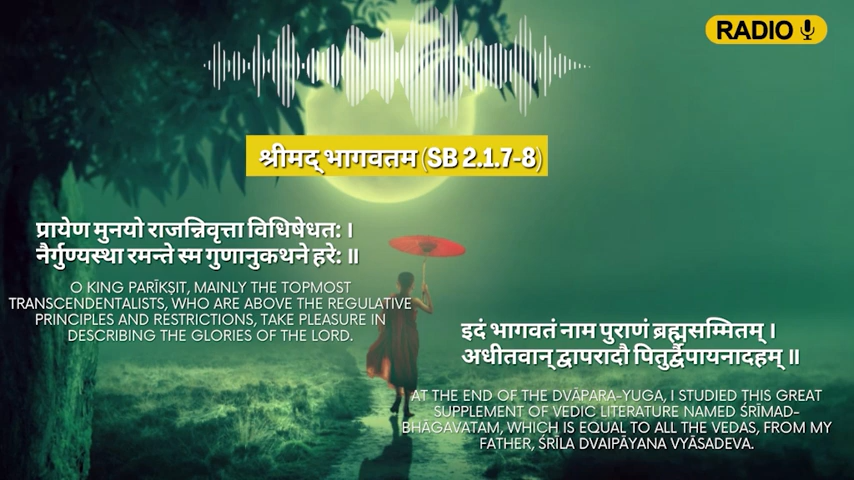 RADIO
श्रीमद् भागवतम (SB 2.1.7-8)
प्रायेण मुनयो राजन्निवृत्ता विधिषेधत: ।
नैर्गुण्यस्था रमन्ते स्म गुणानुकथने हरे: ॥
O KING PARĪKṢIT, MAINLY THE TOPMOST
TRANSCENDENTALISTS, WHO ARE ABOVE THE REGULATIVE
PRINCIPLES AND RESTRICTIONS, TAKE PLEASURE IN
DESCRIBING THE GLORIES OF THE LORD.
इदं भागवतं नाम पुराणं ब्रह्मसम्मितम् ।
अधीतवान् द्वापरादौ पितुर्द्वैपायनादहम् ॥
AT THE END OF THE DVĀPARA-YUGA, I STUDIED THIS GREAT
SUPPLEMENT OF VEDIC LITERATURE NAMED ŚRĪMAD-
BHĀGAVATAM, WHICH IS EQUAL TO ALL THE VEDAS, FROM MY
FATHER, ŚRĪLA DVAIPĀYANA VYĀSADEVA.